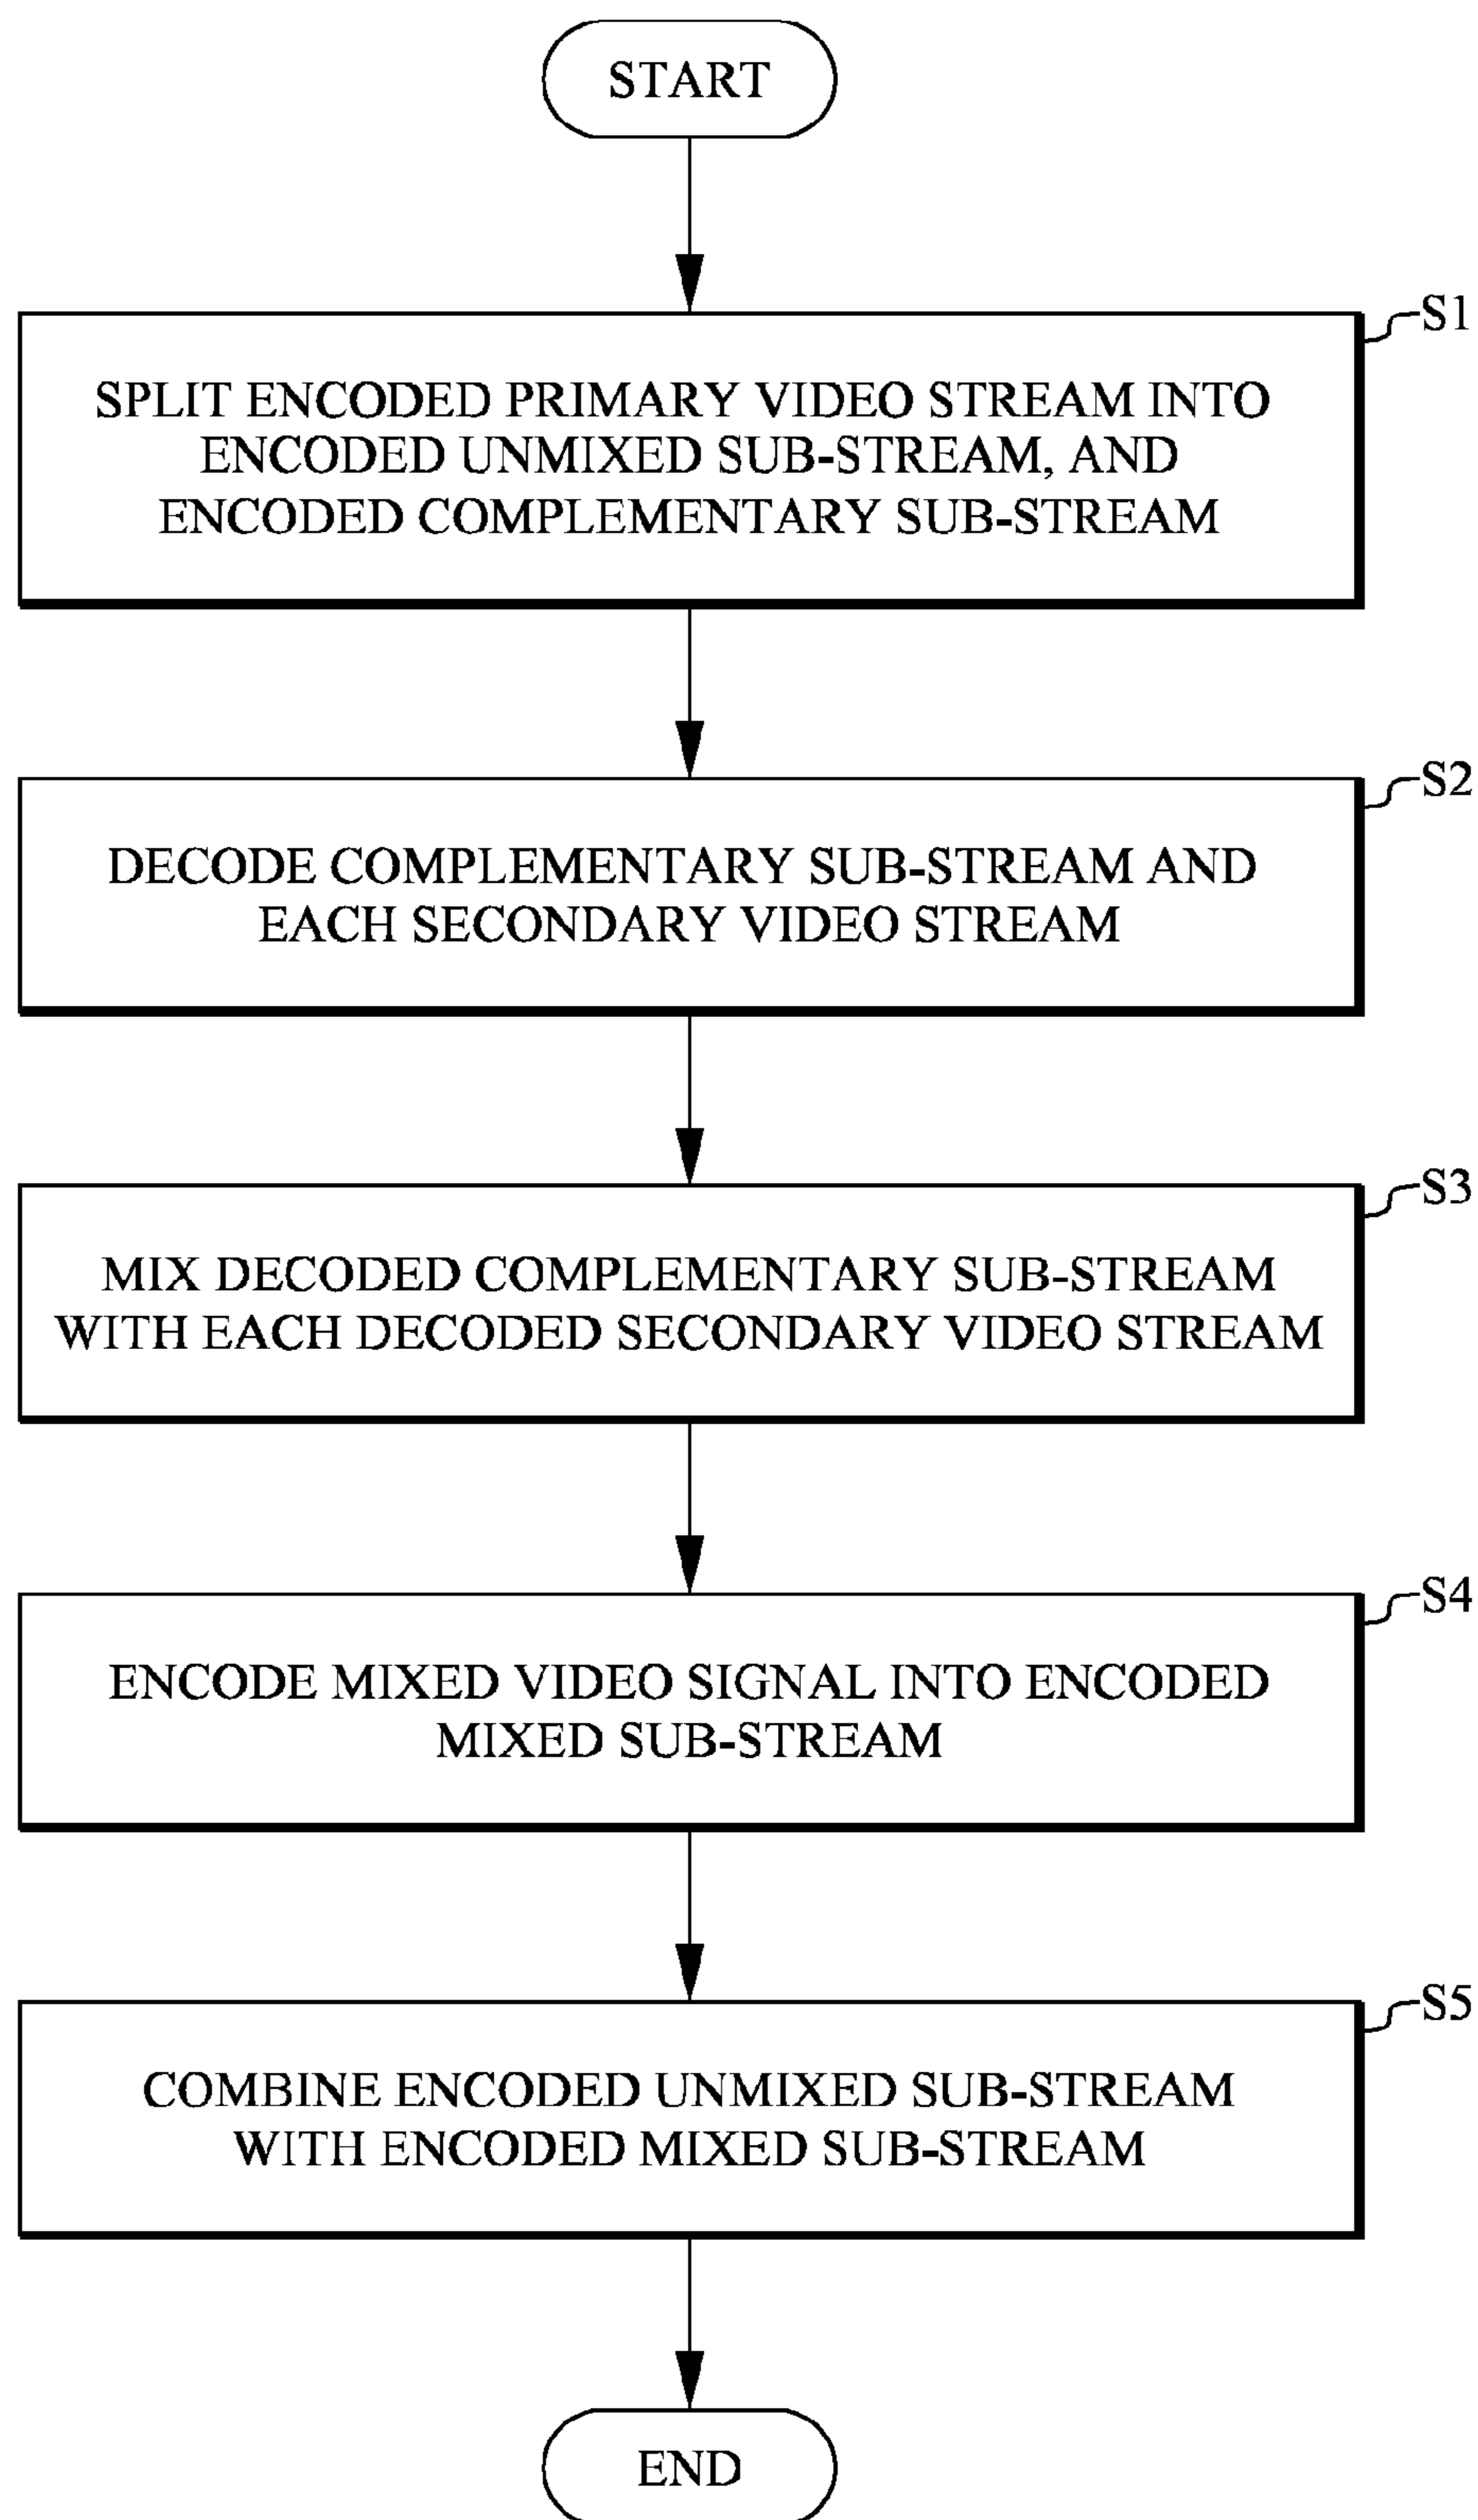 START
S1
SPLIT ENCODED PRIMARY VIDEO STREAM INTO
ENCODED UNMIXED SUB-STREAM, AND
ENCODED COMPLEMENTARY SUB-STREAM
S2
DECODE COMPLEMENTARY SUB-STREAM AND
EACH SECONDARY VIDEO STREAM
S3
MIX DECODED COMPLEMENTARY SUB-STREAM
WITH EACH DECODED SECONDARY VIDEO STREAM
S4
ENCODE MIXED VIDEO SIGNAL INTO ENCODED
MIXED SUB-STREAM
S5
COMBINE ENCODED UNMIXED SUB-STREAM
WITH ENCODED MIXED SUB-STREAM
END